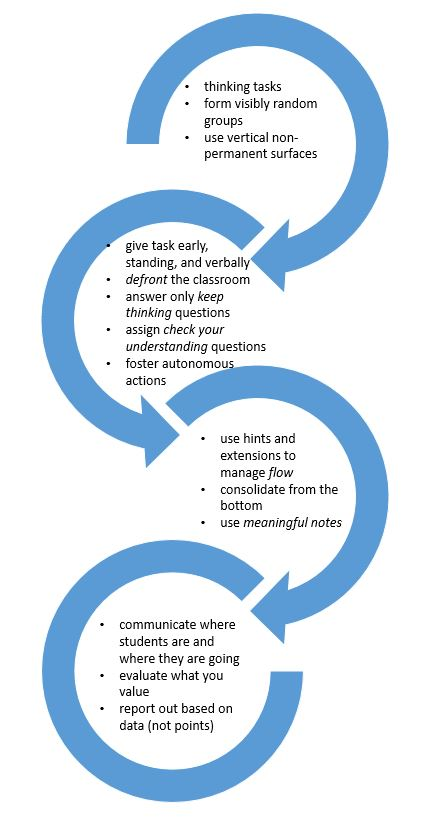 • thinking tasks
• form visibly random
groups
• use vertical non-
permanent surfaces
• give task early,
standing, and verbally
• defront the classroom
• answer only keep
thinking questions
• assign check your
understanding questions
• foster autonomous
actions
• use hints and
extensions to
manage flow
• consolidate from the
bottom
• use meaningful notes
• communicate where
students are and
where they are going
• evaluate what you
value
• report out based on
data (not points)